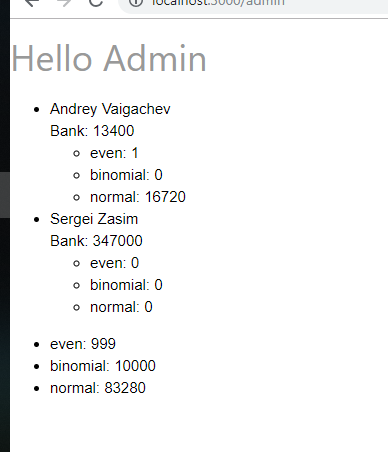 localhost:3000/admin
Hello Admin
Andrey Vaigachev
Bank: 13400
even: 1
binomial: 0
normal: 16720
Sergei Zasim
Bank: 347000
even: 0
binomial: 0
normal: 0
even: 999
binomial: 10000
normal: 83280